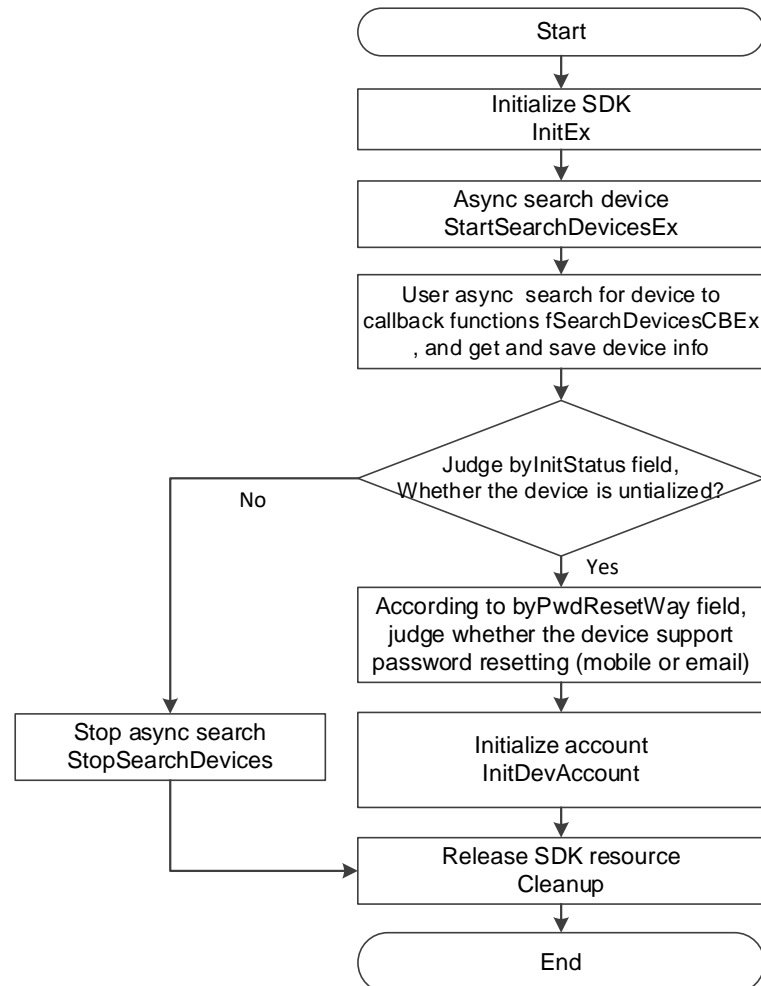 Start
Initialize SDK
InitEx
Async search device
StartSearchDevicesEx
User async  search for device to
callback functions fSearchDevicesCBEx
, and get and save device info
Judge byInitStatus field,
Whether the device is untialized?
No
Yes
According to byPwdResetWay field,
judge whether the device support
password resetting (mobile or email)
Stop async search
StopSearchDevices
Initialize account
InitDevAccount
Release SDK resource
Cleanup
End